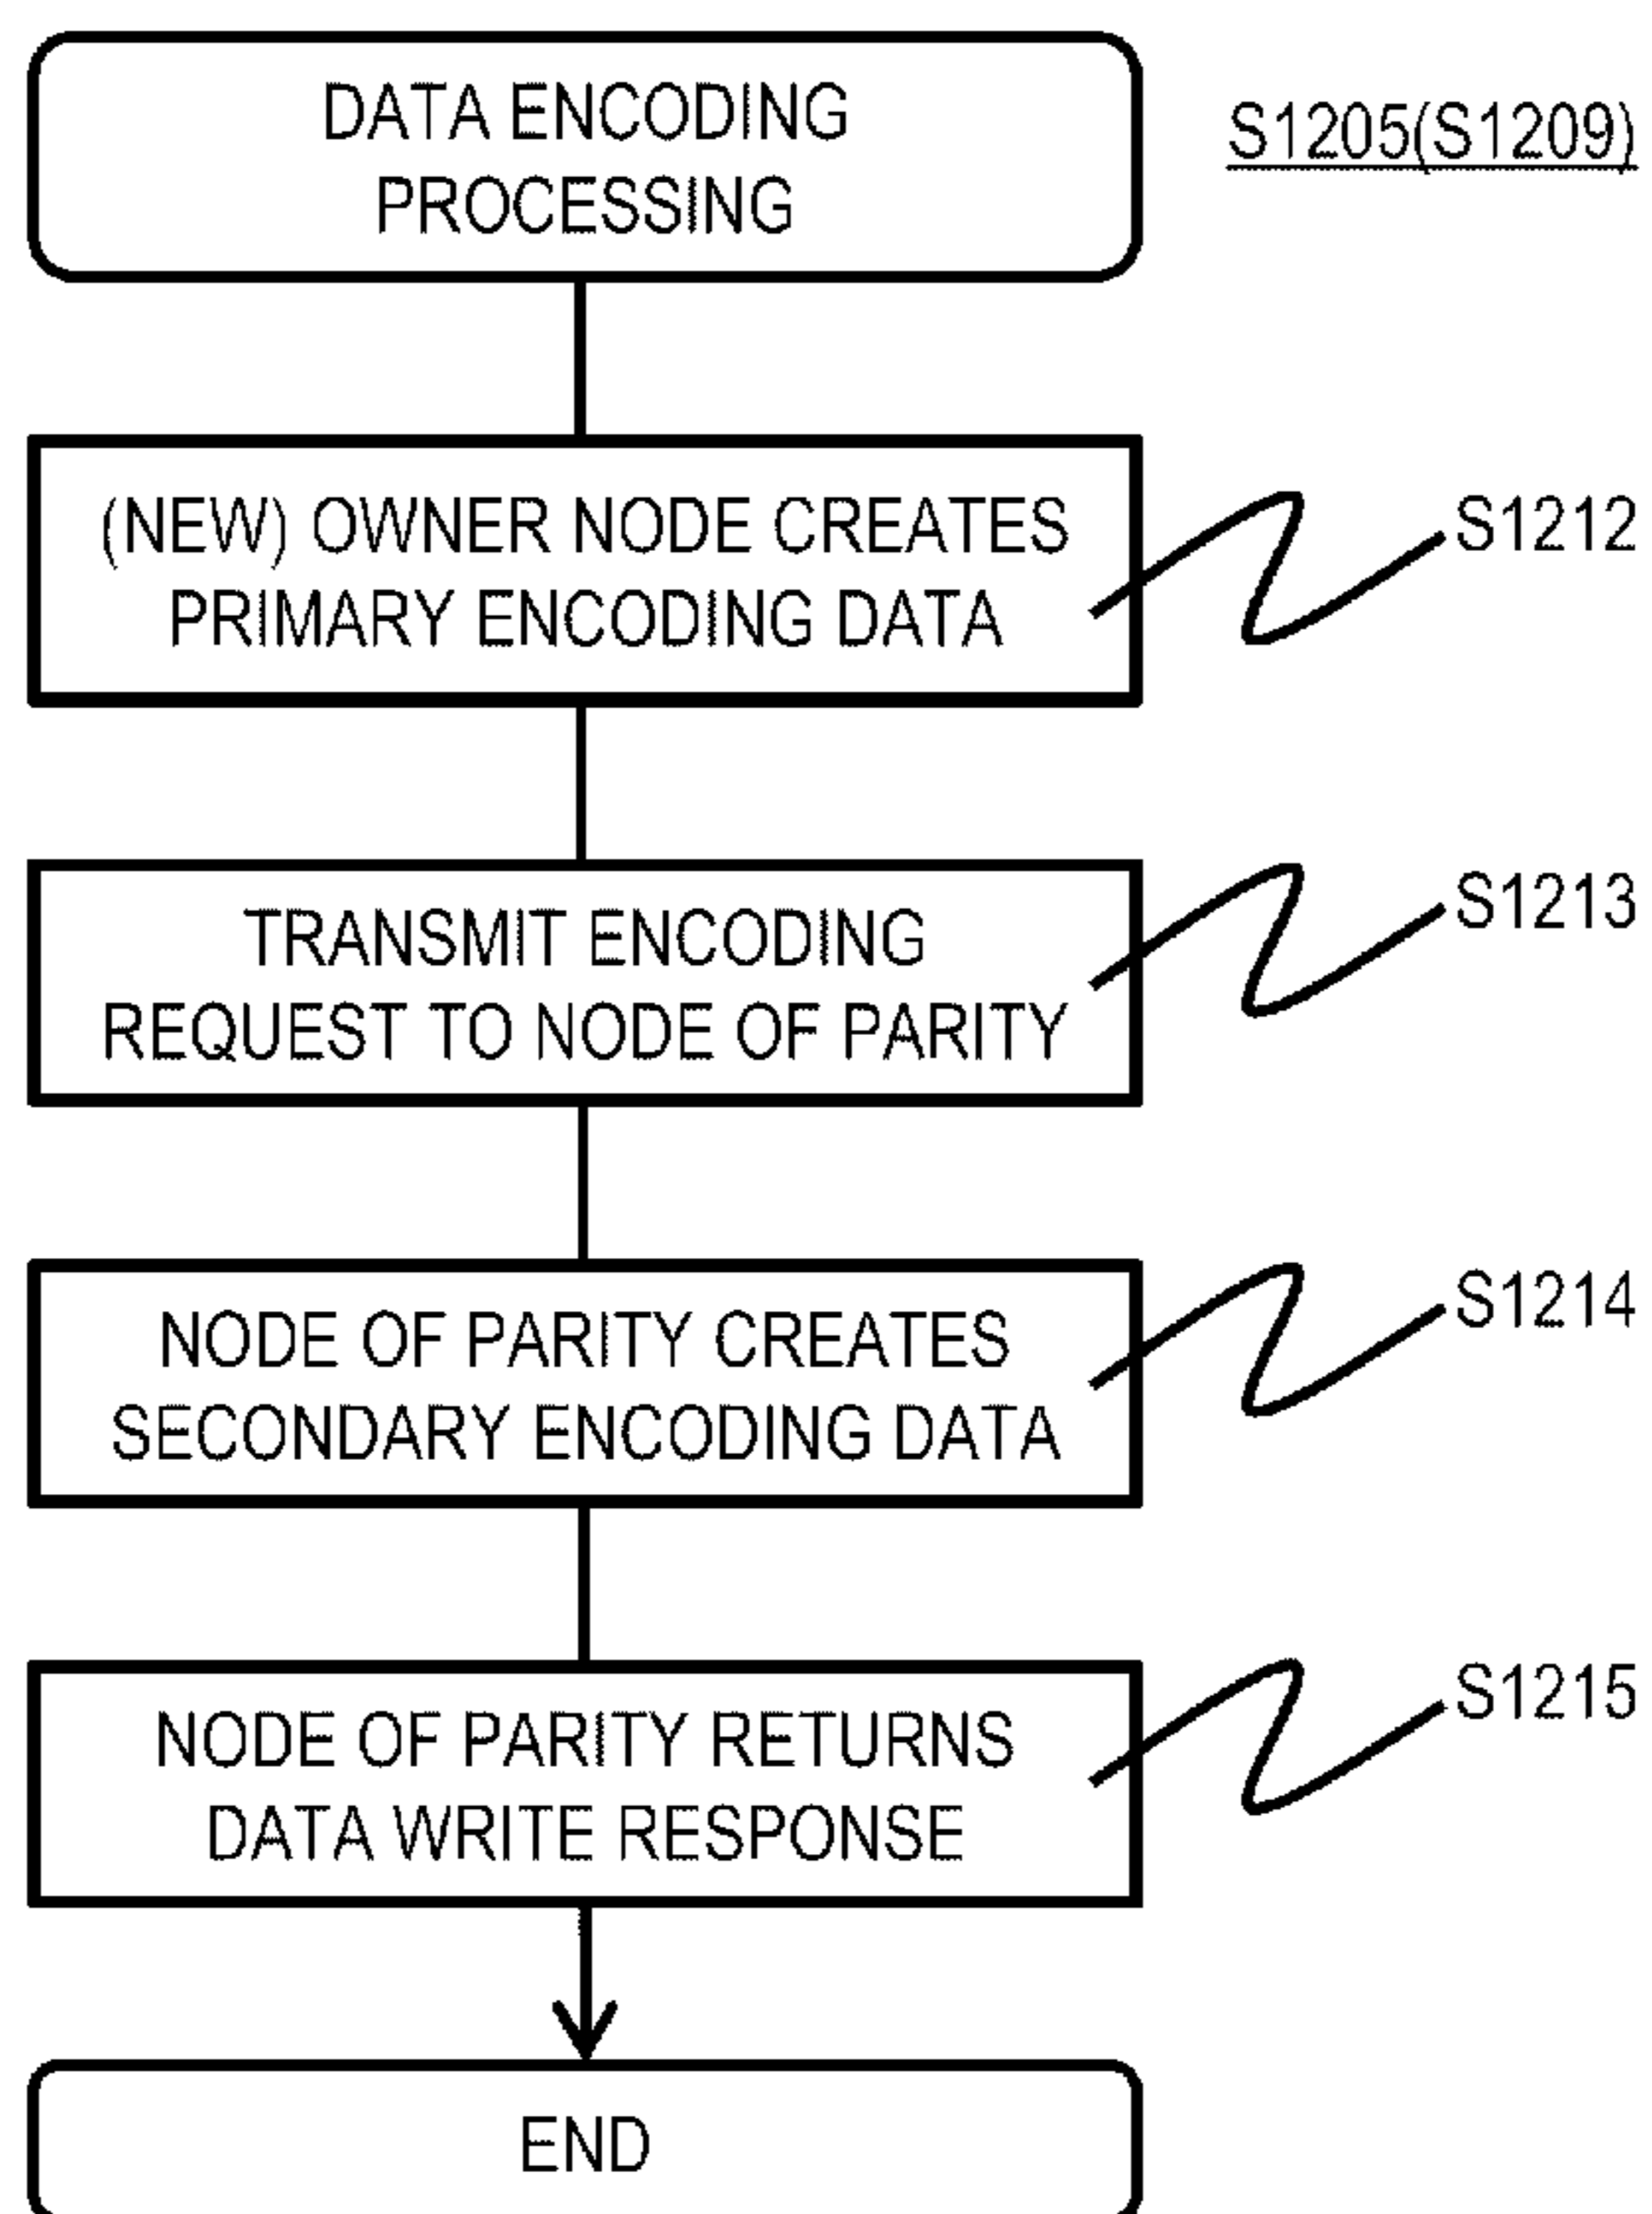 DATA ENCODING
PROCESSING
S1205(S1209)
(NEW) OWNER NODE CREATES
PRIMARY ENCODING DATA
S1212
TRANSMIT ENCODING
REQUEST TO NODE OF PARITY
S1213
NODE OF PARITY CREATES
SECONDARY ENCODING DATA
S1214
NODE OF PARITY RETURNS
DATA WRITE RESPONSE
S1215
END